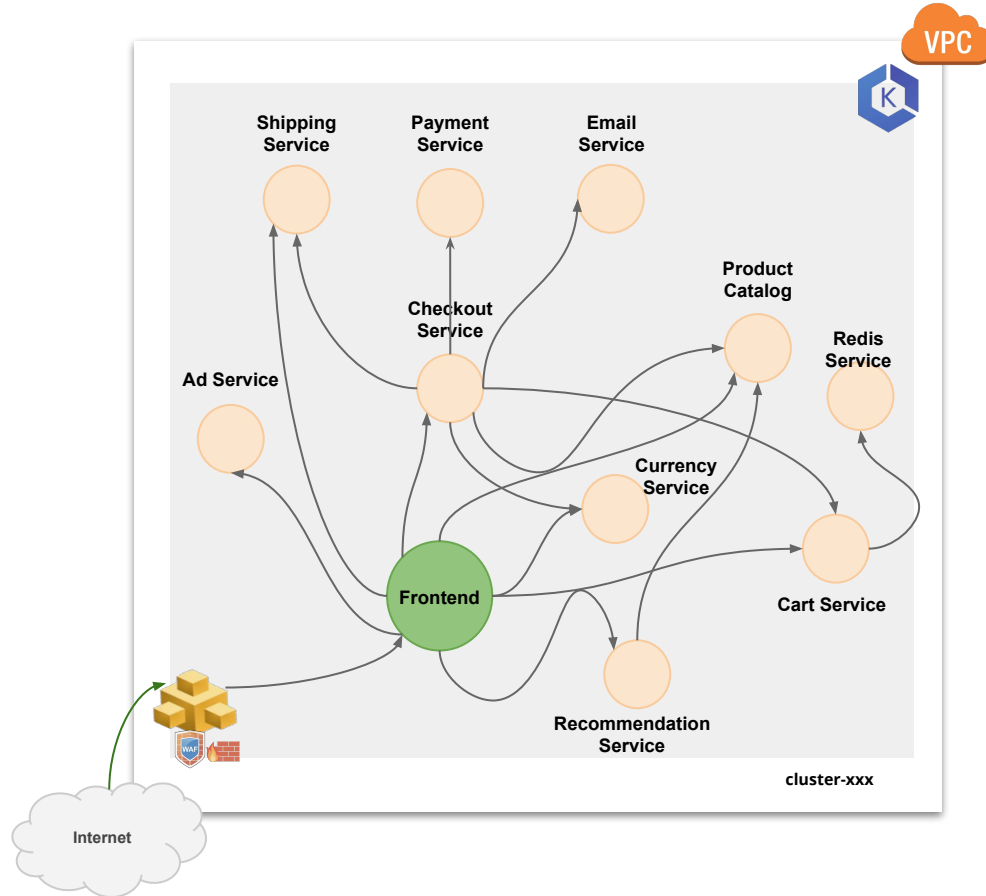 VPC
K
Shipping
Service
Payment
Service
Email
Service
Product
Catalog
Checkout
Service
Redis
Service
Ad Service
Currency
Service
Frontend
Cart Service
Recommendation
Service
WAF
cluster-xxx
Internet